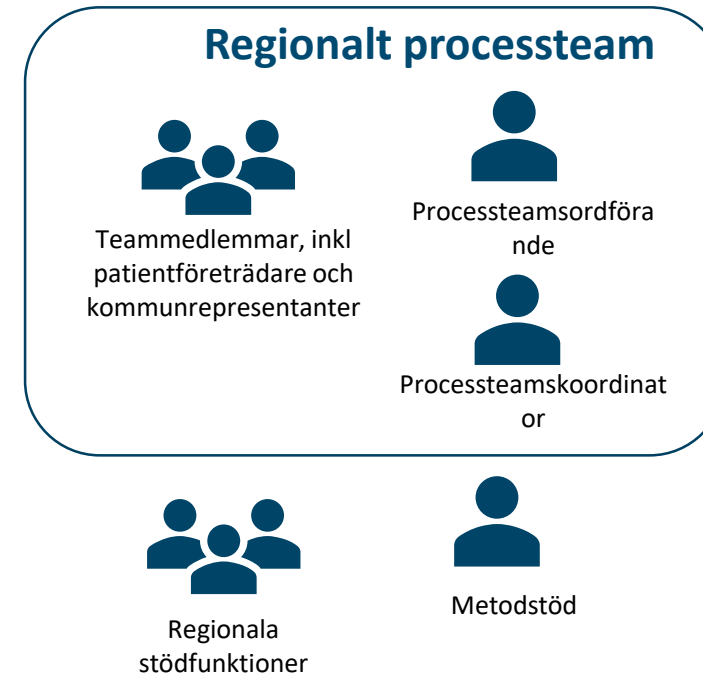 Regionalt processteam
Teammedlemmar, inkl
patientföreträdare och
kommunrepresentanter
Processteamsordföra
nde
Processteamskoordinat
or
Regionala
stödfunktioner
Metodstöd